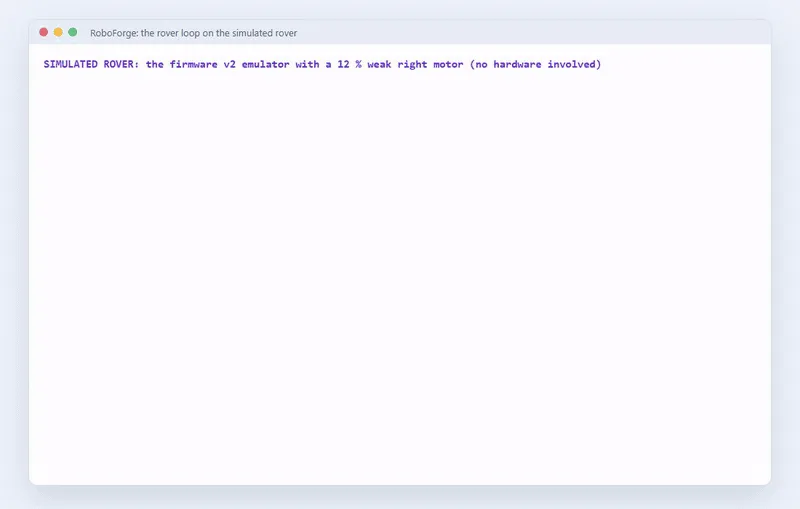 RoboForge: the rover loop on the simulated rover
SIMULATED ROVER: the firmware v2 emulator with a 12 % weak right motor (no hardware involved)